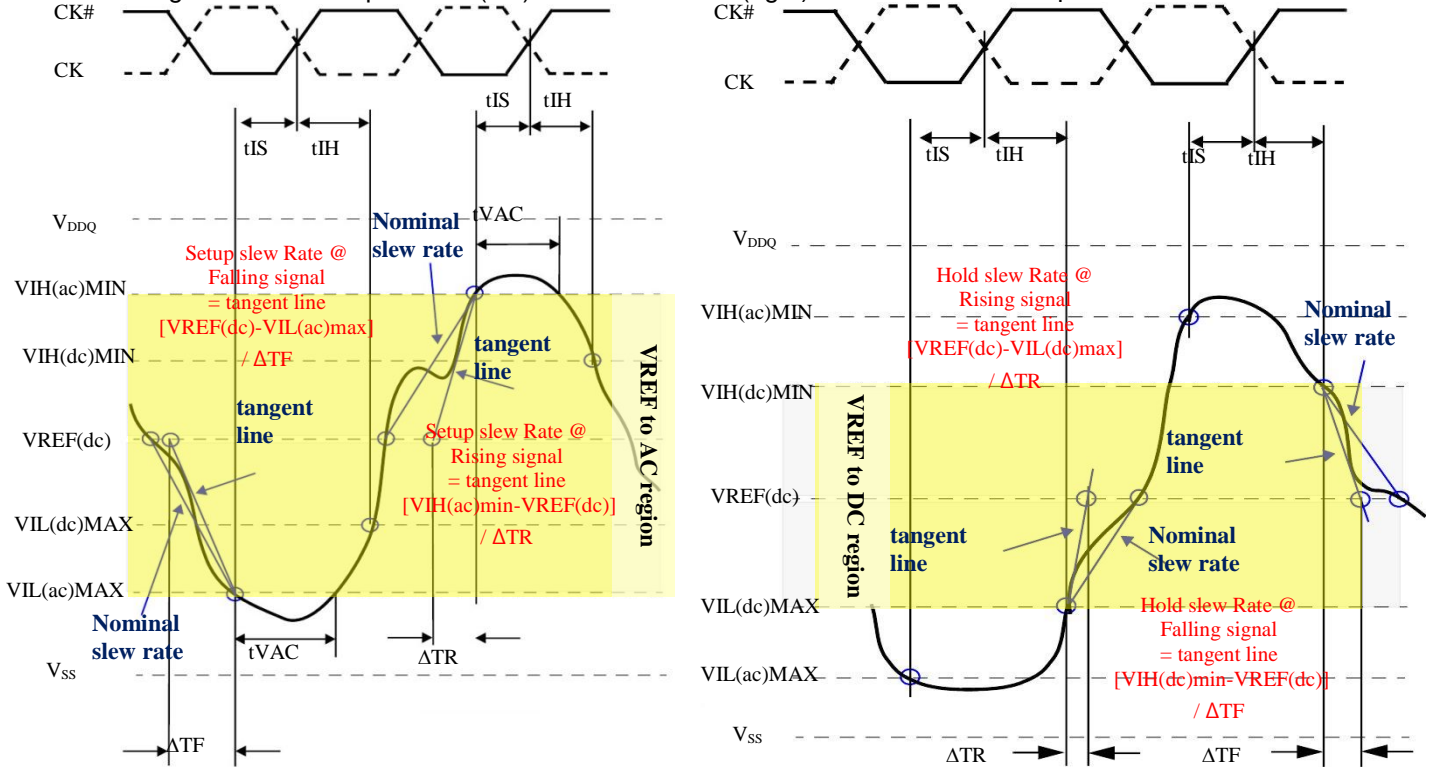 CK#
CK
tIS
tIH
tIS
tIH
VDDQ
Nominal
slew rate
tVAC
Setup slew Rate @
Falling signal
= tangent line
[VREF(dc)-VIL(ac)max]
/ ΔTF
VIH(ac)MIN
VIH(dc)MIN
tangent
line
tangent
line
VREF(dc)
Setup slew Rate @
Rising signal
= tangent line
[VIH(ac)min-VREF(dc)]
/ ΔTR
VREF to AC region
VIL(dc)MAX
VIL(ac)MAX
Nominal
slew rate
tVAC
ΔTR
VSS
ΔTF
CK#
CK
tIS
tIH
tIS
tIH
VDDQ
Hold slew Rate @
Rising signal
= tangent line
[VREF(dc)-VIL(dc)max]
/ ΔTR
VIH(ac)MIN
Nominal
slew rate
VIH(dc)MIN
VREF to DC region
tangent
line
VREF(dc)
tangent
line
Nominal
slew rate
VIL(dc)MAX
Hold slew Rate @
Falling signal
= tangent line
[VIH(dc)min-VREF(dc)]
/ ΔTF
VIL(ac)MAX
VSS
ΔTR
ΔTF